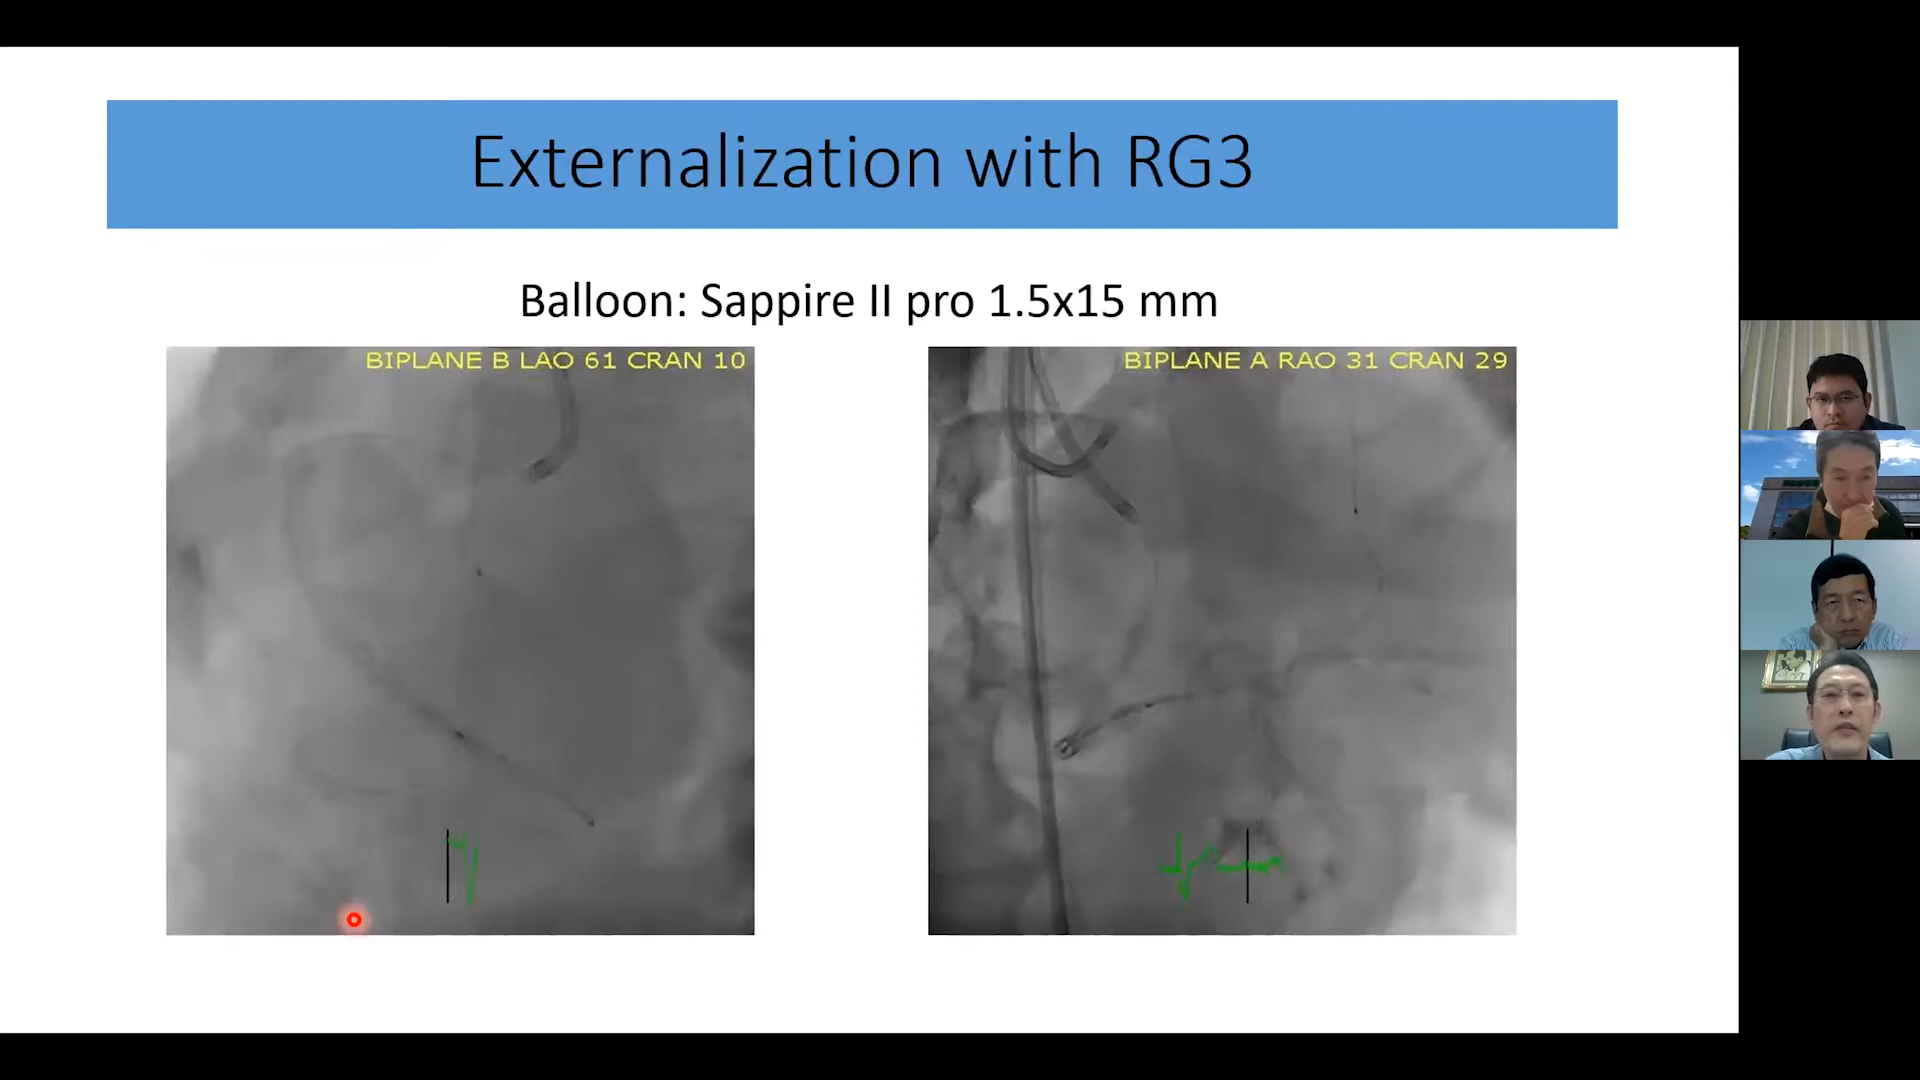 Externalization with RG3
Balloon: Sappire II pro 1.5x15 mm
BIPLANE B LAO 61 CRAN 10
BIPLANE A RAO 31 CRAN 29